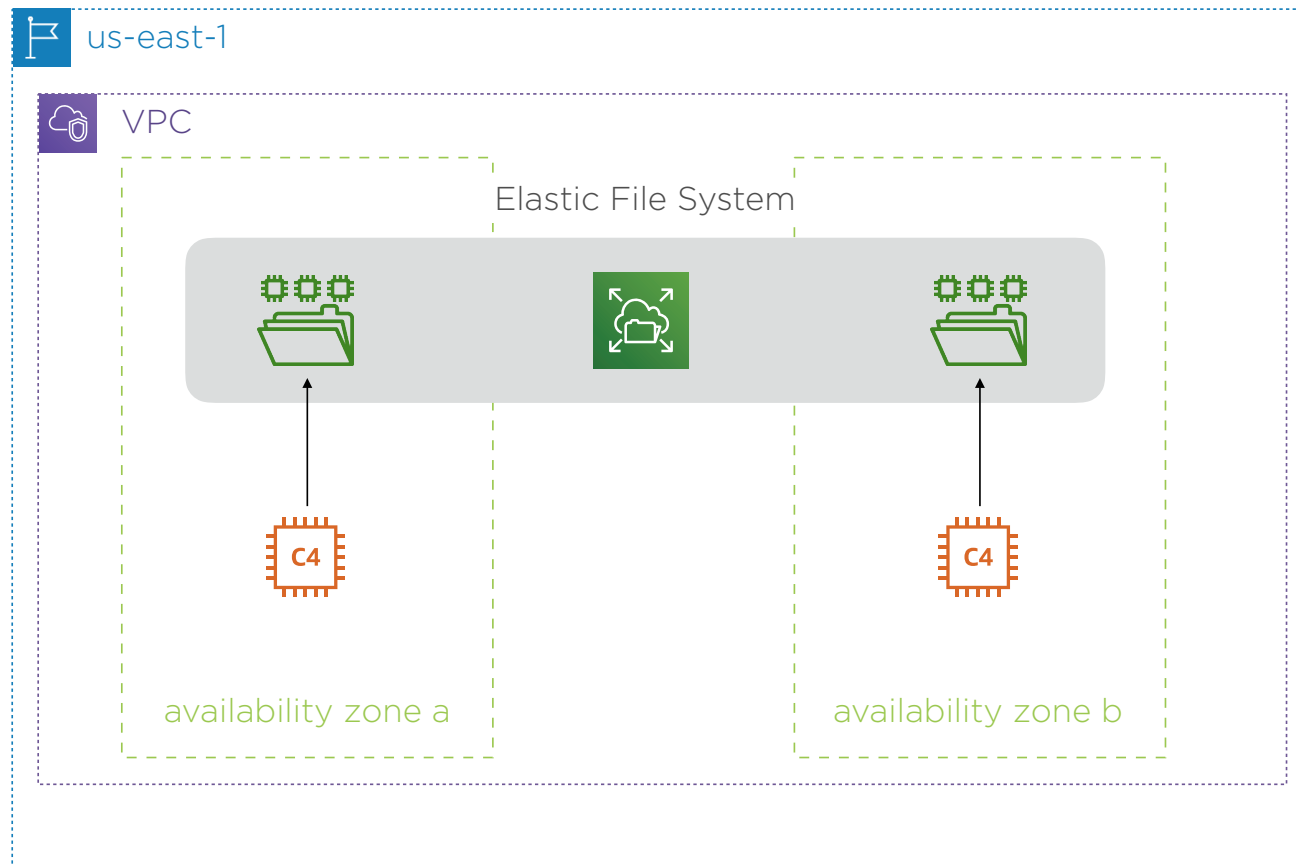 us-east-1
VPC
Elastic File System
C4
C4
availability zone a
availability zone b